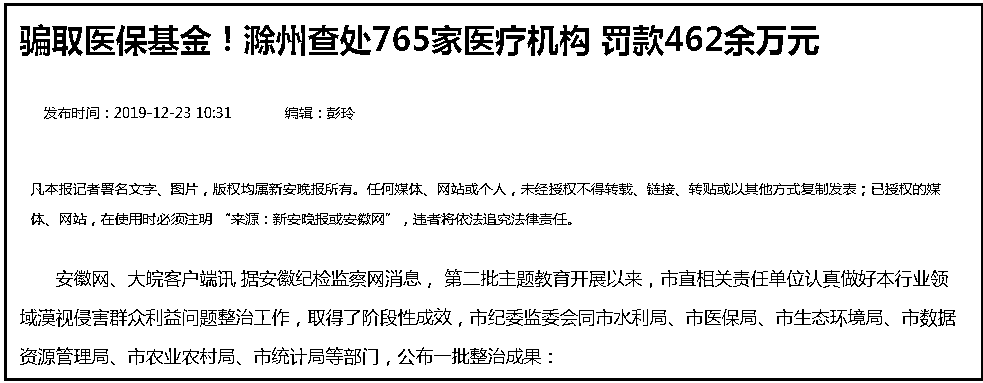 骗取医保基金！滁州查处765家医疗机构 罚款462余万元
发布时间：2019-12-23 10:31 编辑：彭玲
凡本报记者署名文字、图片，版权均属新安晚报所有。任何媒体、网站或个人，未经授权不得转载、链接、转贴或以其他方式复制发表；已授权的媒
体、网站，在使用时必须注明 “来源：新安晚报或安徽网”，违者将依法追究法律责任。
安徽网、大皖客户端讯 据安徽纪检监察网消息， 第二批主题教育开展以来，市直相关责任单位认真做好本行业领
域漠视侵害群众利益问题整治工作，取得了阶段性成效，市纪委监委会同市水利局、市医保局、市生态环境局、市数据
资源管理局、市农业农村局、市统计局等部门，公布一批整治成果：